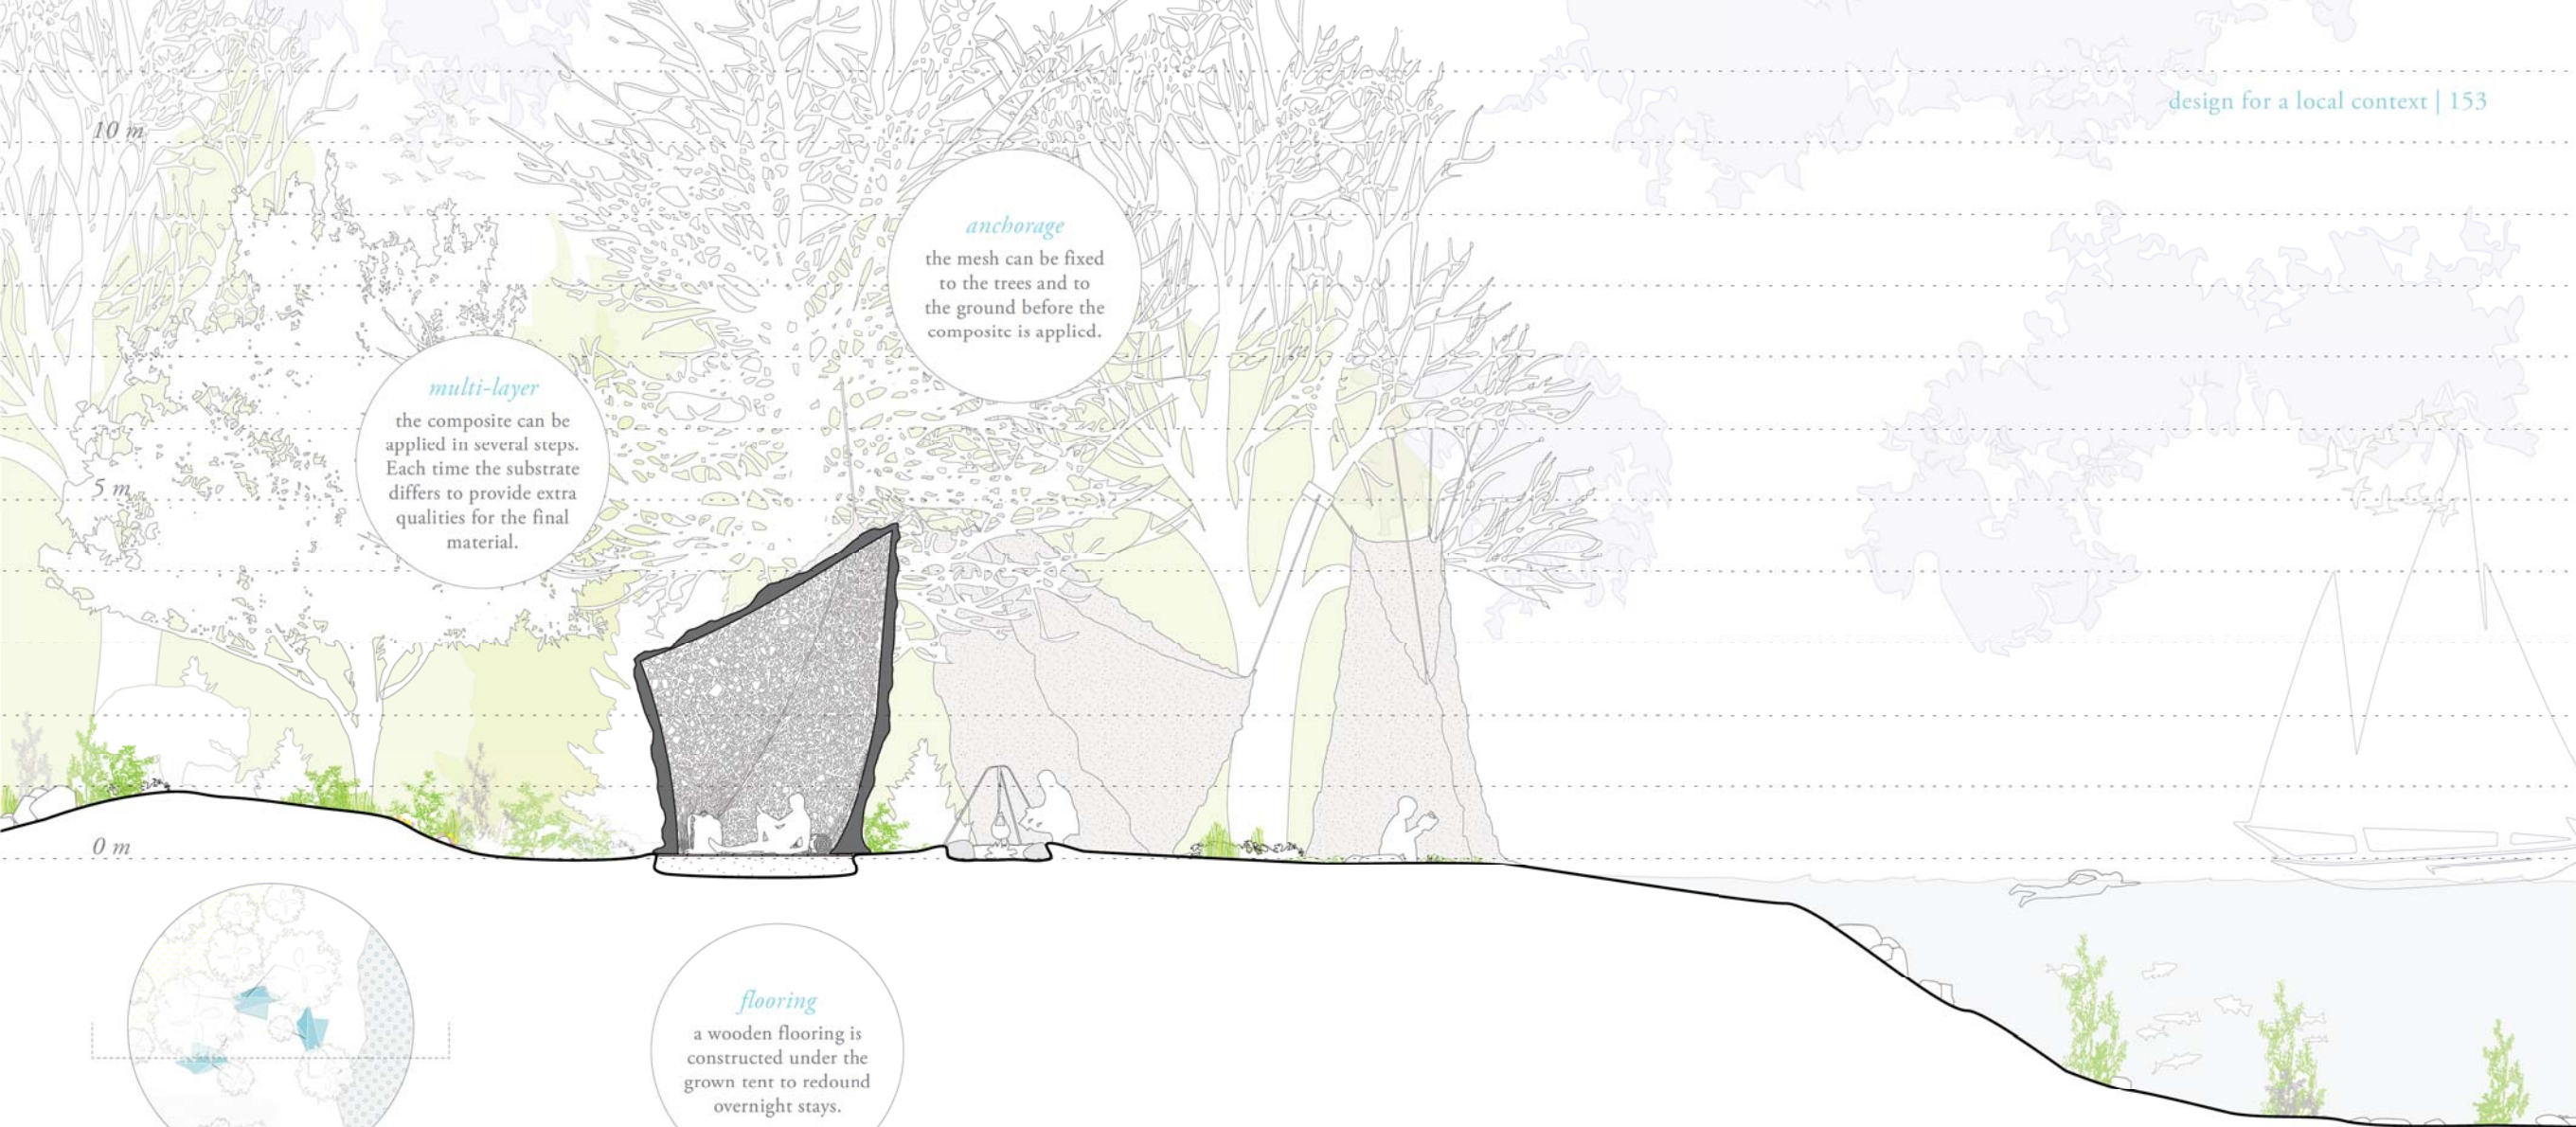 design for a local context | 153
10 m
anchorage
the mesh can be fixed
to the trees and to
the ground before the
composite is applied.
multi-layer
the composite can be
applied in several steps.
Each time the substrate
differs to provide extra
qualities for the final
material.
5 m
0 m
flooring
a wooden flooring is
constructed under the
grown tent to redound
overnight stays.